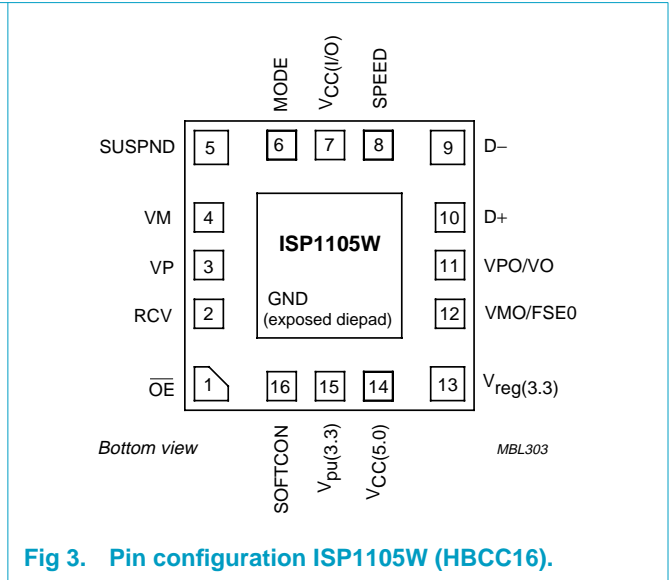 MODE
VCC(I/O)
SPEED
SUSPND 5 6 7 8 9 D−
VM 4 10 D+
ISP1105W
VP 3 11 VPO/VO
GND
(exposed diepad)
RCV 2 12 VMO/FSE0
OE 1 16 15 14 13 Vreg(3.3)
SOFTCON
Vpu(3.3)
VCC(5.0)
Bottom view
MBL303
Fig 3. Pin configuration ISP1105W (HBCC16).